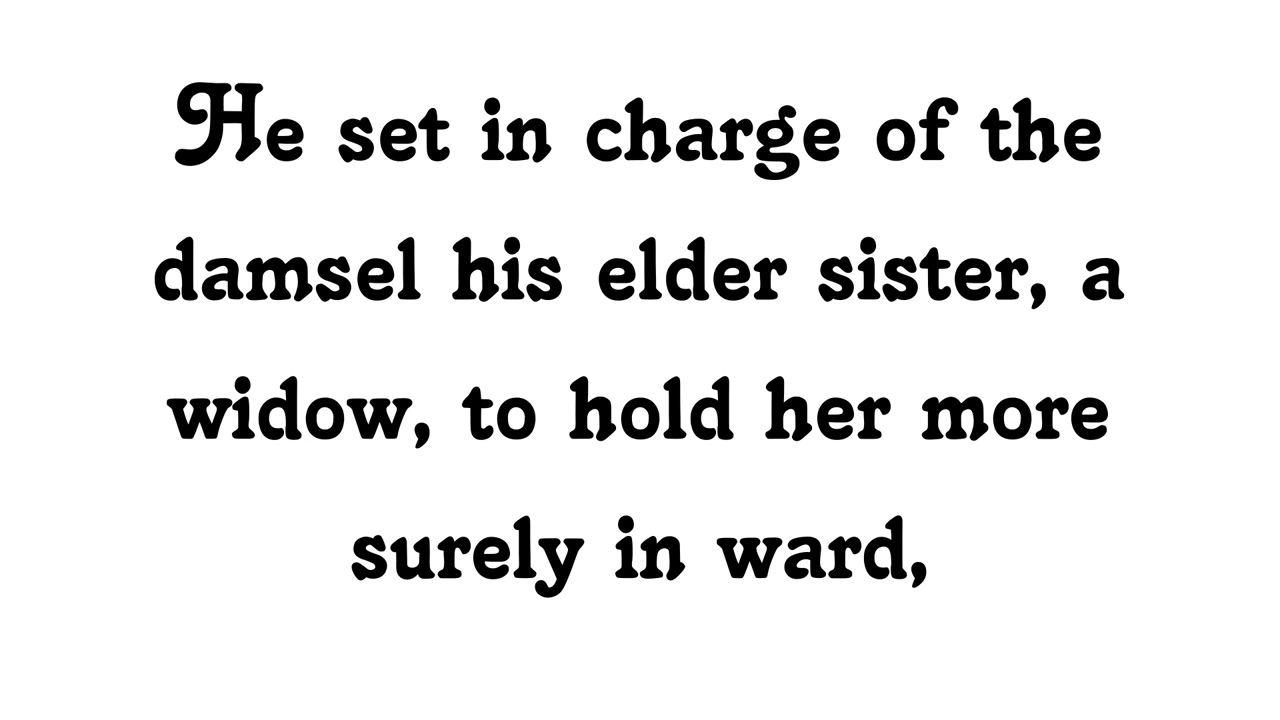 He set in charge of the
damsel his elder sister, a
widow, to hold her more
surely in ward,